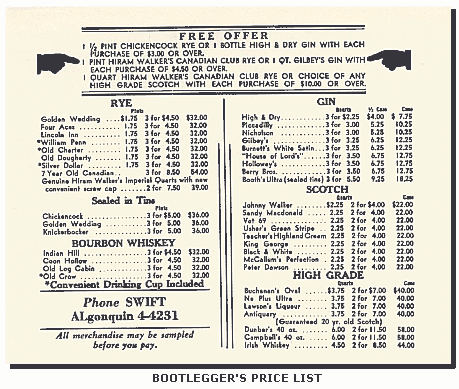 FREE OFFER
1 ½ PINT CHICKENCOCK RYE OR 1 BOTTLE HIGH & DRY GIN WITH EACH
PURCHASE OF $3.00 OR OVER.
1 PINT HIRAM WALKER'S CANADIAN CLUB RYE OR 1 QT. GILBEY'S GIN WITH
EACH PURCHASE OF $4.50 OR OVER.
1 QUART HIRAM WALKER'S CANADIAN CLUB RYE OR CHOICE OF ANY
HIGH GRADE SCOTCH WITH EACH PURCHASE OF $10.00 OR OVER.
RYE
Pints
Golden Wedding ....$1.75 3 for $4.50 $32.00
Four Aces ........ 1.75 3 for 4.50 32.00
Lincoln Inn ....... 1.75 3 for 4.50 32.00
*William Penn ..... 1.75 3 for 4.50 32.00
*Old Charter ...... 1.75 3 for 4.50 32.00
Old Dougherty .... 1.75 3 for 4.50 32.00
*Silver Dollar ..... 1.75 3 for 4.50 32.00
7 Year Old Canadian.... 3 for 8.50 54.00
Genuine Hiram Walker's Imperial Quarts with new
convenient screw cap .......2 for 7.50 39.00
Sealed in Tins
Chickencock ........ 3 for $5.00 $36.00
Golden Wedding ...... 3 for 5.00 36.00
Knickerbocker ....... 3 for 5.00 36.00
BOURBON WHISKEY
Indian Hill ......... 3 for $4.50 $32.00
Coon Hollow ......... 3 for 4.50 32.00
Old Log Cabin ....... 3 for 4.50 32.00
*Old Crow ........... 3 for 4.50 32.00
*Convenient Drinking Cup Included
Phone SWIFT
ALgonquin 4-4231
All merchandise may be sampled
before you pay.
GIN
Quarts ½ Case Case
High & Dry........... 3 for $2.25 $4.00 $ 7.75
Picadilly ........... 3 for 3.00 5.25 10.25
Nicholson ........... 3 for 3.00 5.25 10.25
Gilbey's ............ 3 for 3.25 6.25 12.25
Burnett's White Satin... 3 for 3.25 6.25 12.25
"House of Lord's"..... 3 for 3.50 6.75 12.75
Holloway's .......... 3 for 3.50 6.75 12.75
Berry Bros. ......... 3 for 3.50 6.75 12.75
Booth's Ultra (sealed line) 3 for 5.50 9.25 18.25
SCOTCH
Quarts Case
Johnny Walker ..... $2.25 2 for $4.00 $22.00
Sandy Macdonald .. 2.25 2 for 4.00 22.00
Vat 69 ........... 2.25 2 for 4.00 22.00
Usher's Green Stripe 2.25 2 for 4.00 22.00
Teacher's Highland Cream 2.25 2 for 4.00 22.00
King George ....... 2.25 2 for 4.00 22.00
Black & White ..... 2.25 2 for 4.00 22.00
McCallum's Perfection . 2.25 2 for 4.00 22.00
Peter Dawson ...... 2.25 2 for 4.00 22.00
HIGH GRADE
Quarts Case
Buchanan's Oval ...$3.75 2 for $7.00 $40.00
Ne Plus Ultra ..... 3.75 2 for 7.00 40.00
Lawson's Liqueur .. 3.75 2 for 7.00 40.00
Antiquary ......... 3.75 2 for 7.00 40.00
(Guaranteed 20 yr. old Scotch)
Dunbar's 40 oz. .... 6.00 2 for 11.50 58.00
Campbell's 40 oz. .. 6.00 2 for 11.50 58.00
Irish Whiskey ...... 4.50 2 for 8.50 44.00
BOOTLEGGER'S PRICE LIST